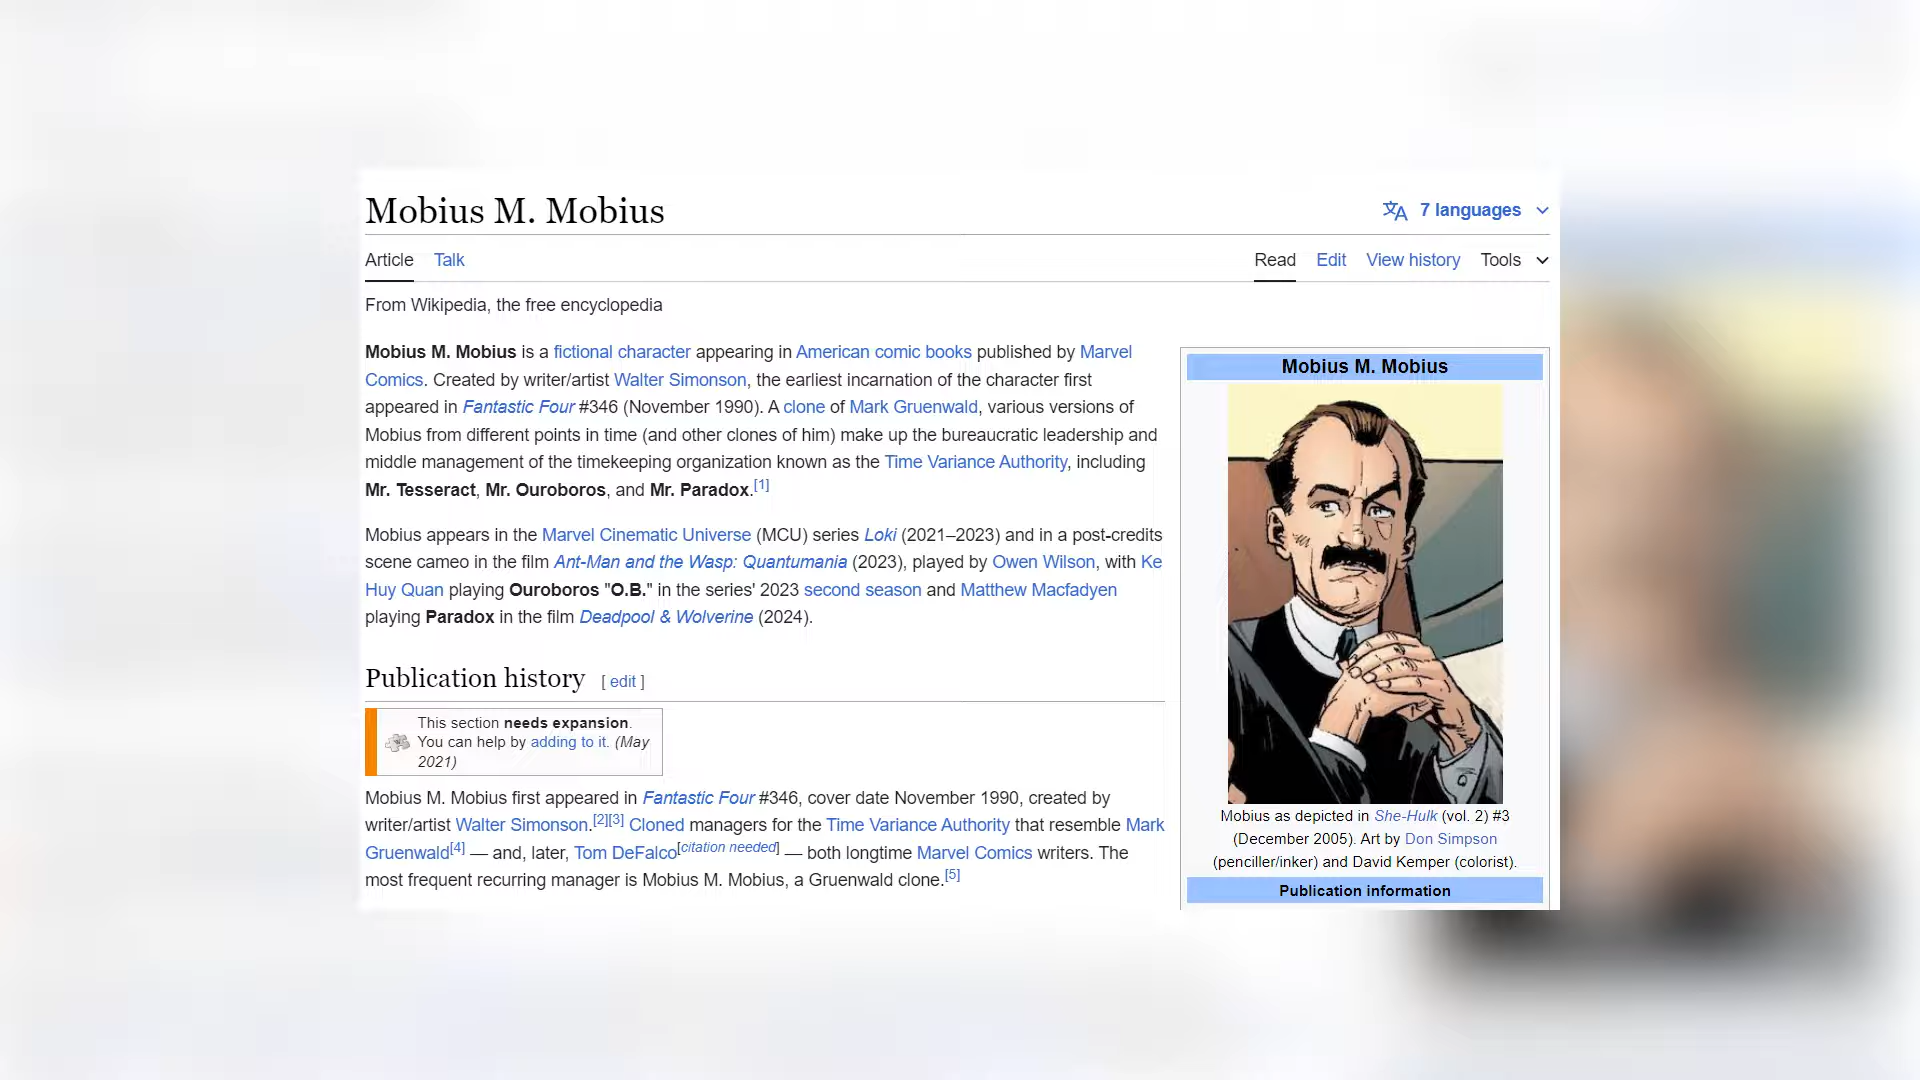 Mobius M. Mobius
7 languages
Article Talk
Read Edit View history Tools
From Wikipedia, the free encyclopedia
Mobius M. Mobius is a fictional character appearing in American comic books published by Marvel
Comics. Created by writer/artist Walter Simonson, the earliest incarnation of the character first
appeared in Fantastic Four #346 (November 1990). A clone of Mark Gruenwald, various versions of
Mobius from different points in time (and other clones of him) make up the bureaucratic leadership and
middle management of the timekeeping organization known as the Time Variance Authority, including
Mr. Tesseract, Mr. Ouroboros, and Mr. Paradox.[1]
Mobius appears in the Marvel Cinematic Universe (MCU) series Loki (2021–2023) and in a post-credits
scene cameo in the film Ant-Man and the Wasp: Quantumania (2023), played by Owen Wilson, with Ke
Huy Quan playing Ouroboros "O.B." in the series' 2023 second season and Matthew Macfadyen
playing Paradox in the film Deadpool & Wolverine (2024).
Publication history [ edit ]
This section needs expansion.
You can help by adding to it. (May
2021)
Mobius M. Mobius first appeared in Fantastic Four #346, cover date November 1990, created by
writer/artist Walter Simonson.[2][3] Cloned managers for the Time Variance Authority that resemble Mark
Gruenwald[4] — and, later, Tom DeFalco[citation needed] — both longtime Marvel Comics writers. The
most frequent recurring manager is Mobius M. Mobius, a Gruenwald clone.[5]
Mobius M. Mobius
Mobius as depicted in She-Hulk (vol. 2) #3
(December 2005). Art by Don Simpson
(penciller/inker) and David Kemper (colorist).
Publication information